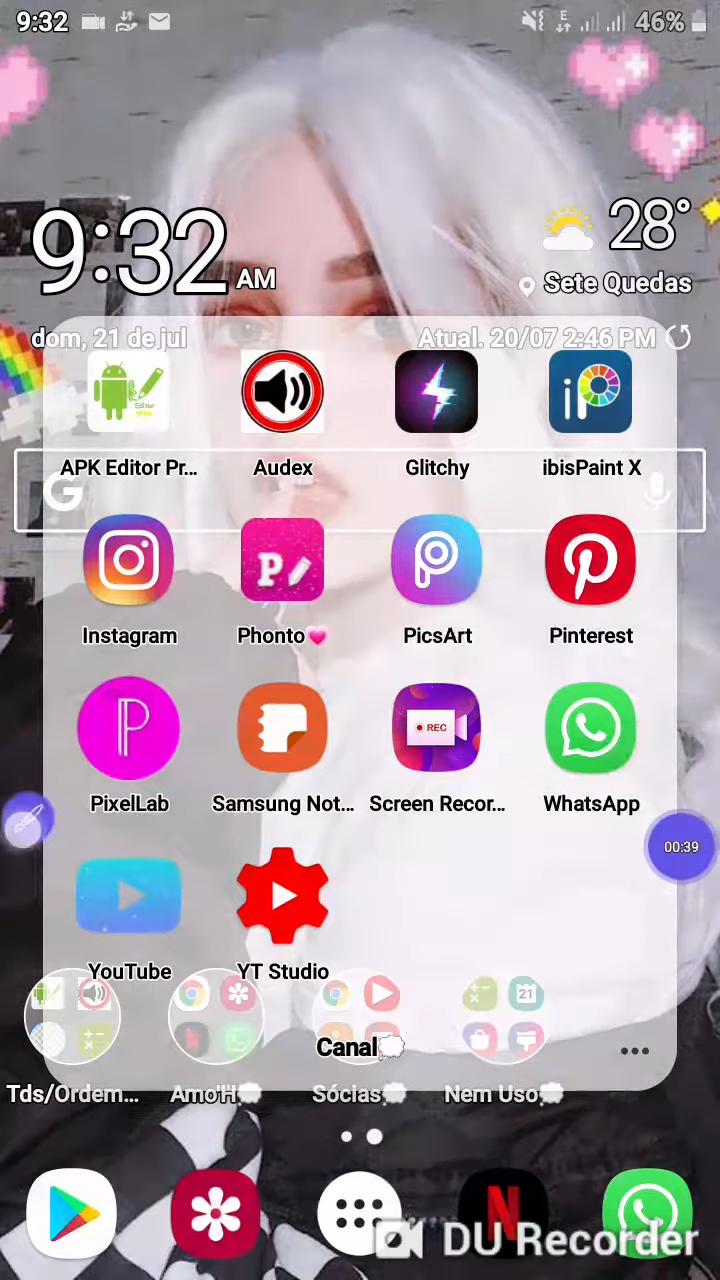 9:32
E
46%
9:32 AM
28°
Sete Quedas
dom, 21 de jul
Atual. 20/07 2:46 PM
Editor
iP
APK Editor Pr...
Audex
Glitchy
ibisPaint X
G
P
Instagram
Phonto💗
PicsArt
Pinterest
P
REC
PixelLab
Samsung Not...
Screen Recor...
WhatsApp
00:39
YouTube
YT Studio
21
Canal💭
Tds/Ordem...
Amo'H💭
Sócias💭
Nem Uso💭
N
DU Recorder